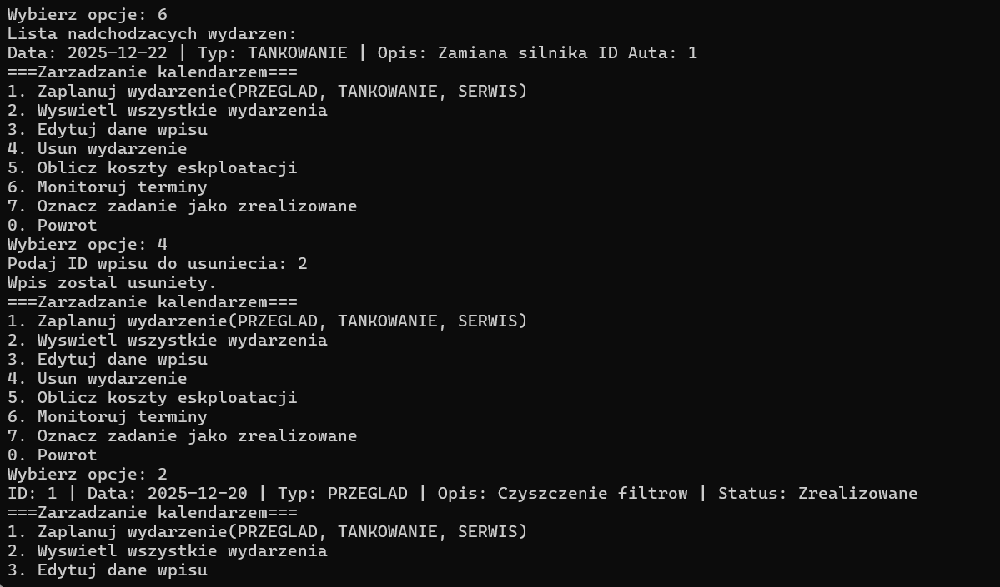 Wybierz opcje: 6
Lista nadchodzacych wydarzen:
Data: 2025-12-22 | Typ: TANKOWANIE | Opis: Zamiana silnika ID Auta: 1
===Zarzadzanie kalendarzem===
1. Zaplanuj wydarzenie(PRZEGLAD, TANKOWANIE, SERWIS)
2. Wyswietl wszystkie wydarzenia
3. Edytuj dane wpisu
4. Usun wydarzenie
5. Oblicz koszty eskploatacji
6. Monitoruj terminy
7. Oznacz zadanie jako zrealizowane
0. Powrot
Wybierz opcje: 4
Podaj ID wpisu do usuniecia: 2
Wpis zostal usuniety.
===Zarzadzanie kalendarzem===
1. Zaplanuj wydarzenie(PRZEGLAD, TANKOWANIE, SERWIS)
2. Wyswietl wszystkie wydarzenia
3. Edytuj dane wpisu
4. Usun wydarzenie
5. Oblicz koszty eskploatacji
6. Monitoruj terminy
7. Oznacz zadanie jako zrealizowane
0. Powrot
Wybierz opcje: 2
ID: 1 | Data: 2025-12-20 | Typ: PRZEGLAD | Opis: Czyszczenie filtrow | Status: Zrealizowane
===Zarzadzanie kalendarzem===
1. Zaplanuj wydarzenie(PRZEGLAD, TANKOWANIE, SERWIS)
2. Wyswietl wszystkie wydarzenia
3. Edytuj dane wpisu